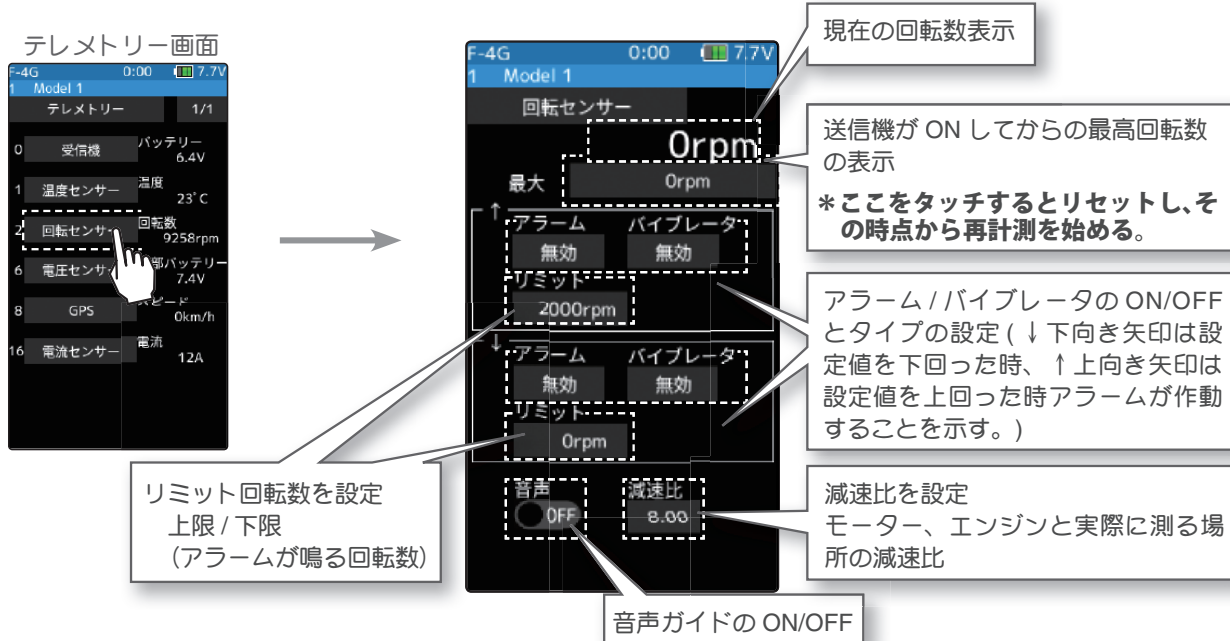 テレメトリー画面
F-4G 0:00 7.7V
1 Model 1
テレメトリー 1/1
0 受信機 バッテリー 6.4V
1 温度センサー 温度 23°C
2 回転センサー 回転数 9258rpm
6 電圧センサ 部バッテリー 7.4V
8 GPS スピード 0km/h
16 電流センサー 電流 12A
F-4G 0:00 7.7V
1 Model 1
回転センサー
0rpm
最大 0rpm
↑
アラーム バイブレータ
無効 無効
リミット
2000rpm
↓
アラーム バイブレータ
無効 無効
リミット
0rpm
音声 減速比
OFF 8.00
現在の回転数表示
送信機が ON してからの最高回転数
の表示
＊ここをタッチするとリセットし、そ
の時点から再計測を始める。
アラーム / バイブレータの ON/OFF
とタイプの設定 ( ↓下向き矢印は設
定値を下回った時、↑上向き矢印は
設定値を上回った時アラームが作動
することを示す。)
減速比を設定
モーター、エンジンと実際に測る場
所の減速比
リミット回転数を設定
上限 / 下限
（アラームが鳴る回転数）
音声ガイドの ON/OFF